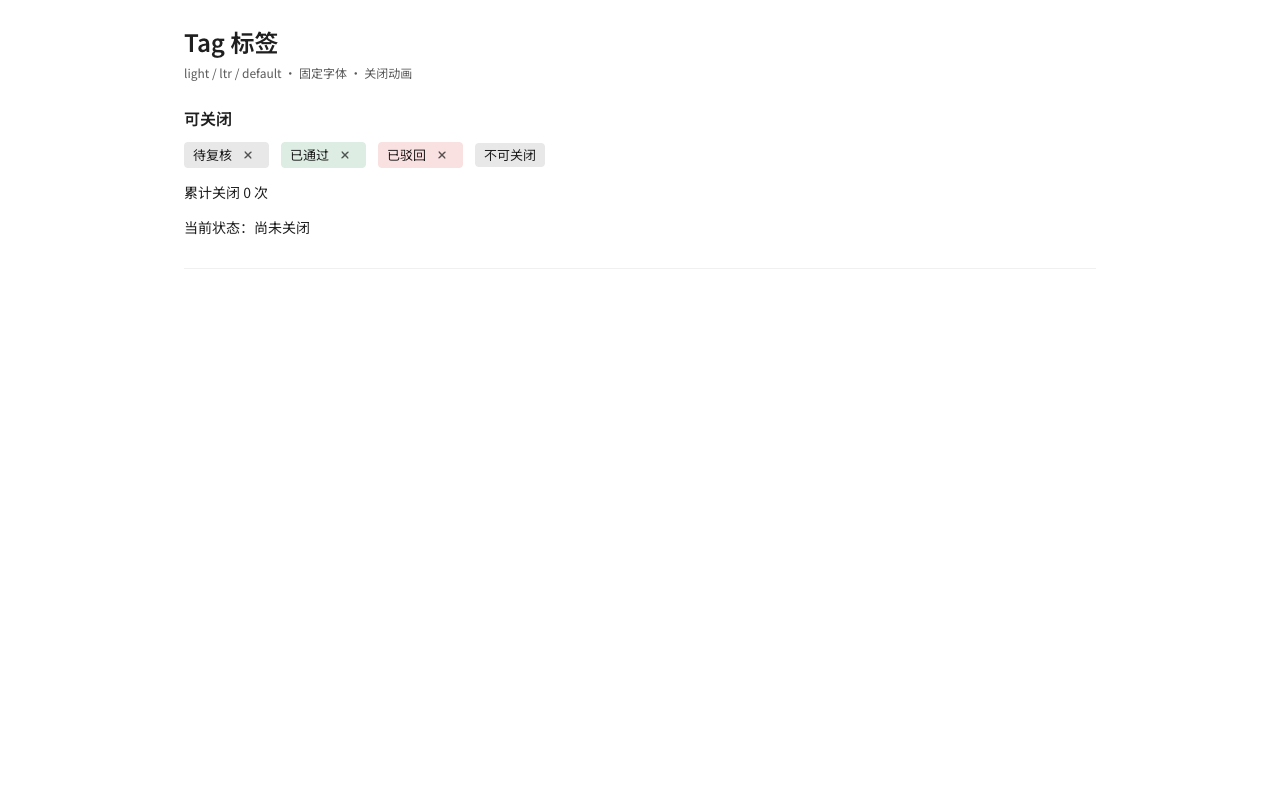 Tag 标签
light / ltr / default · 固定字体 · 关闭动画
可关闭
待复核 × 已通过 × 已驳回 × 不可关闭
累计关闭 0 次
当前状态：尚未关闭